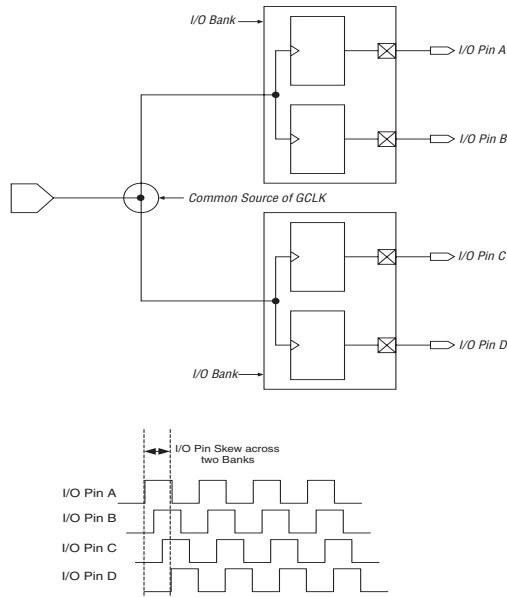 I/O Bank
I/O Pin A
I/O Pin B
Common Source of GCLK
I/O Pin C
I/O Pin D
I/O Bank
I/O Pin Skew across
two Banks
I/O Pin A
I/O Pin B
I/O Pin C
I/O Pin D